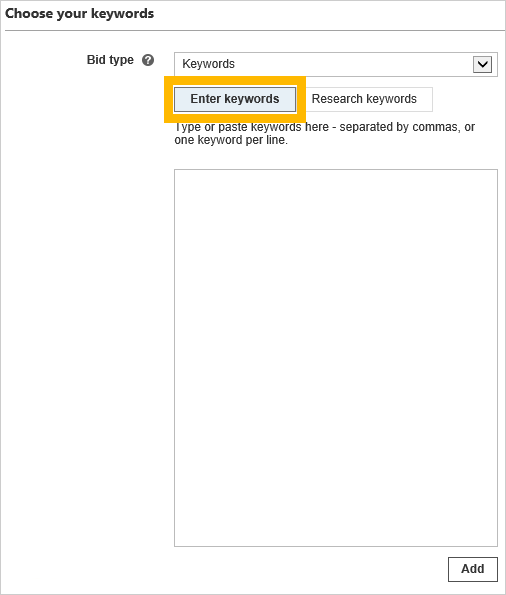 Choose your keywords
Bid type ? Keywords
Enter keywords Research keywords
Type or paste keywords here - separated by commas, or
one keyword per line.
Add